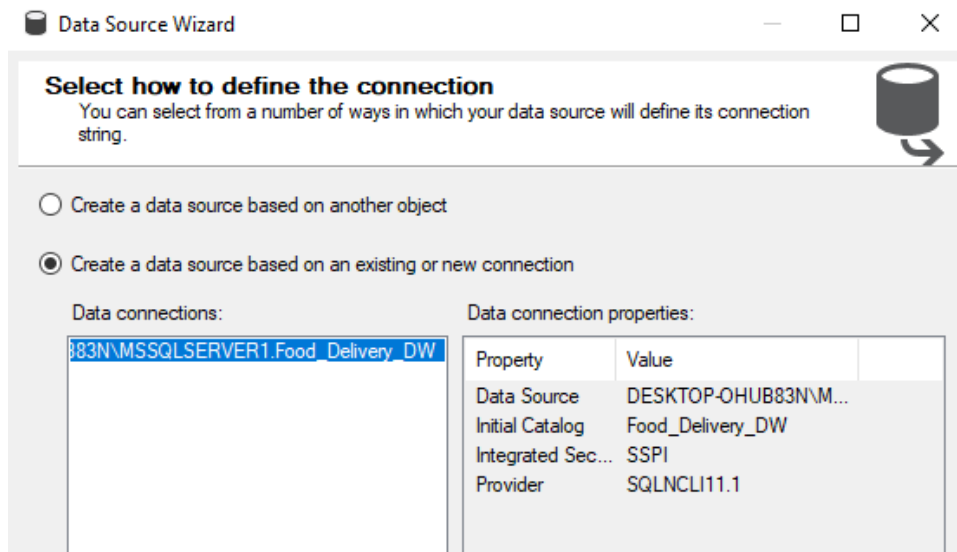 Data Source Wizard
Select how to define the connection
You can select from a number of ways in which your data source will define its connection
string.
Create a data source based on another object
Create a data source based on an existing or new connection
Data connections:
Data connection properties:
B83N\MSSQLSERVER1.Food_Delivery_DW
Property Value
Data Source DESKTOP-OHUB83N\M...
Initial Catalog Food_Delivery_DW
Integrated Sec... SSPI
Provider SQLNCLI11.1